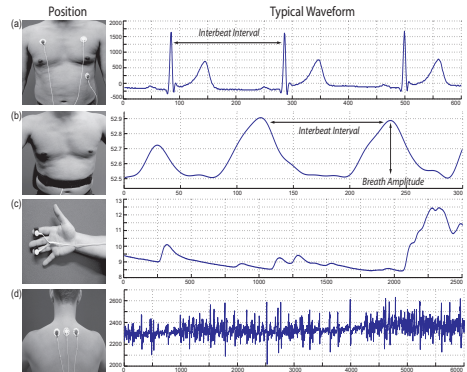 Position Typical Waveform
(a)
2000
1500
1000
500
0
-500
Interbeat Interval
0 100 200 300 400 500 600
(b)
52.9
52.8
52.7
52.6
52.5
Interbeat Interval
Breath Amplitude
0 50 100 150 200 250 300
(c)
13
12
11
10
9
8
0 500 1000 1500 2000 2500
(d)
2600
2400
2200
2000
0 1000 2000 3000 4000 5000 6000